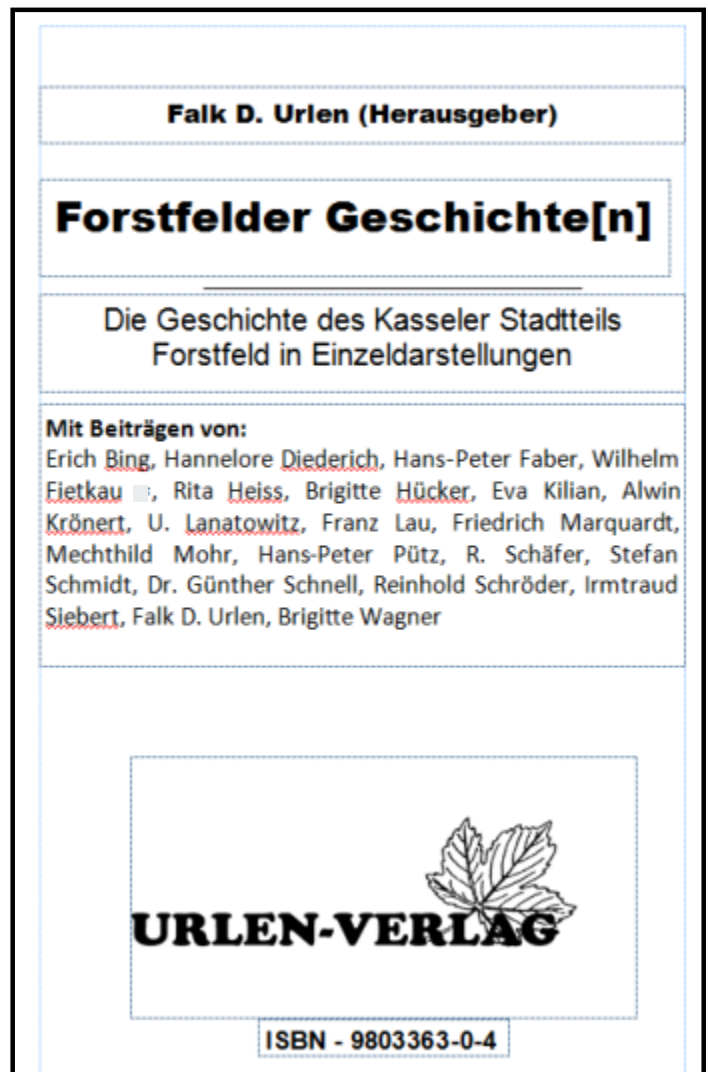 Falk D. Urlen (Herausgeber)
Forstfelder Geschichte[n]
Die Geschichte des Kasseler Stadtteils
Forstfeld in Einzeldarstellungen
Mit Beiträgen von:
Erich Bing, Hannelore Diederich, Hans-Peter Faber, Wilhelm
Fietkau , Rita Heiss, Brigitte Hücker, Eva Kilian, Alwin
Krönert, U. Lanatowitz, Franz Lau, Friedrich Marquardt,
Mechthild Mohr, Hans-Peter Pütz, R. Schäfer, Stefan
Schmidt, Dr. Günther Schnell, Reinhold Schröder, Irmtraud
Siebert, Falk D. Urlen, Brigitte Wagner
URLEN-VERLAG
ISBN - 9803363-0-4